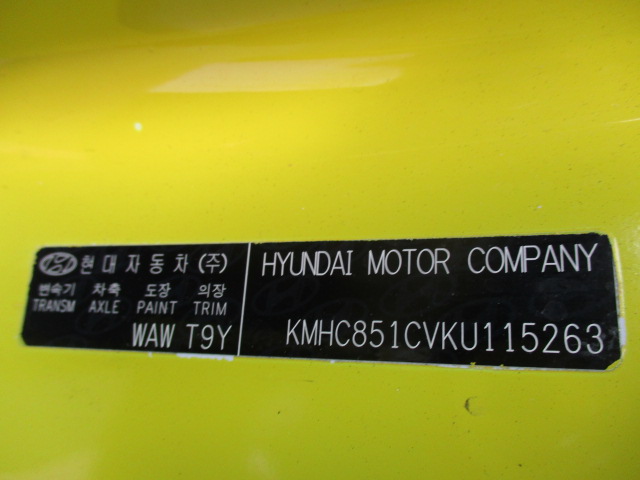 현대자동차(주)
변속기 차축 도장 의장
TRANSM AXLE PAINT TRIM
WAW T9Y
HYUNDAI MOTOR COMPANY
KMHC851CVKU115263